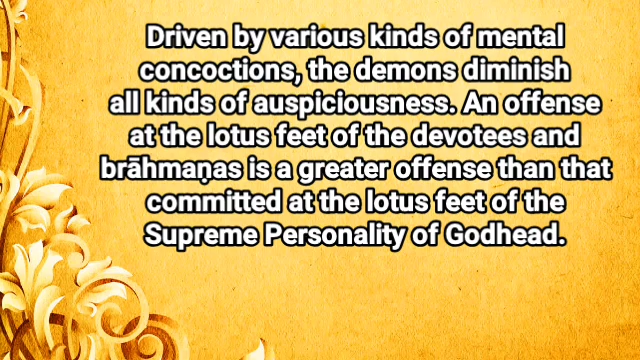 Driven by various kinds of mental
concoctions, the demons diminish
all kinds of auspiciousness. An offense
at the lotus feet of the devotees and
brāhmaṇas is a greater offense than that
committed at the lotus feet of the
Supreme Personality of Godhead.